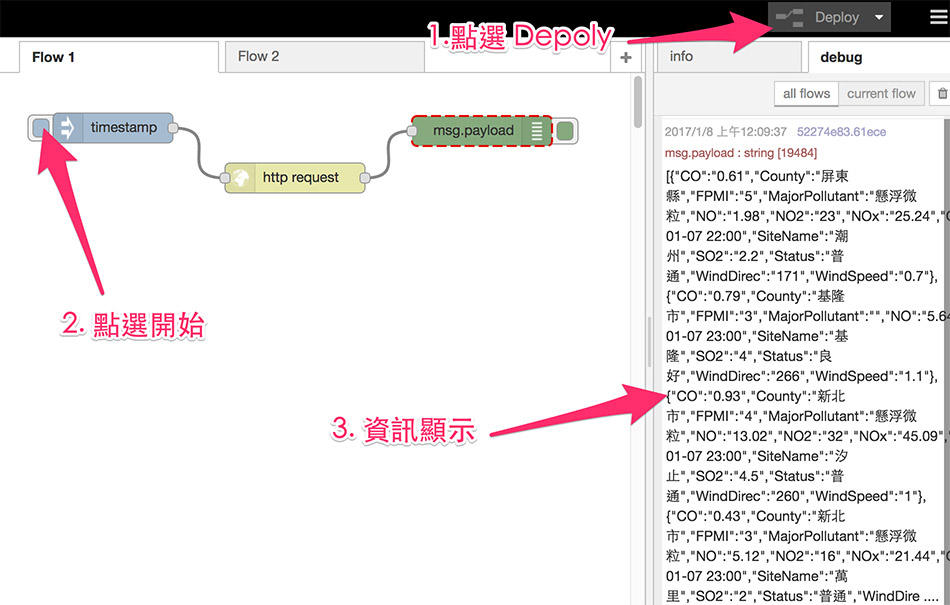 Deploy
1.點選 Depoly
Flow 1
Flow 2
+
info
debug
all flows
current flow
timestamp
msg.payload
http request
2. 點選開始
3. 資訊顯示
2017/1/8 上午12:09:37 52274e83.61ece
msg.payload : string [19484]
[{"CO":"0.61","County":"屏東
縣","FPMI":"5","MajorPollutant":"懸浮微
粒","NO":"1.98","NO2":"23","NOx":"25.24","
01-07 22:00","SiteName":"潮
州","SO2":"2.2","Status":"普
通","WindDirec":"171","WindSpeed":"0.7"},
{"CO":"0.79","County":"基隆
市","FPMI":"3","MajorPollutant":"","NO":"5.64
01-07 23:00","SiteName":"基
隆","SO2":"4","Status":"良
好","WindDirec":"266","WindSpeed":"1.1"},
{"CO":"0.93","County":"新北
市","FPMI":"4","MajorPollutant":"懸浮微
粒","NO":"13.02","NO2":"32","NOx":"45.09",
01-07 23:00","SiteName":"汐
止","SO2":"4.5","Status":"普
通","WindDirec":"260","WindSpeed":"1"},
{"CO":"0.43","County":"新北
市","FPMI":"3","MajorPollutant":"懸浮微
粒","NO":"5.12","NO2":"16","NOx":"21.44","
01-07 23:00","SiteName":"萬
里","SO2":"2","Status":"普通","WindDire ....